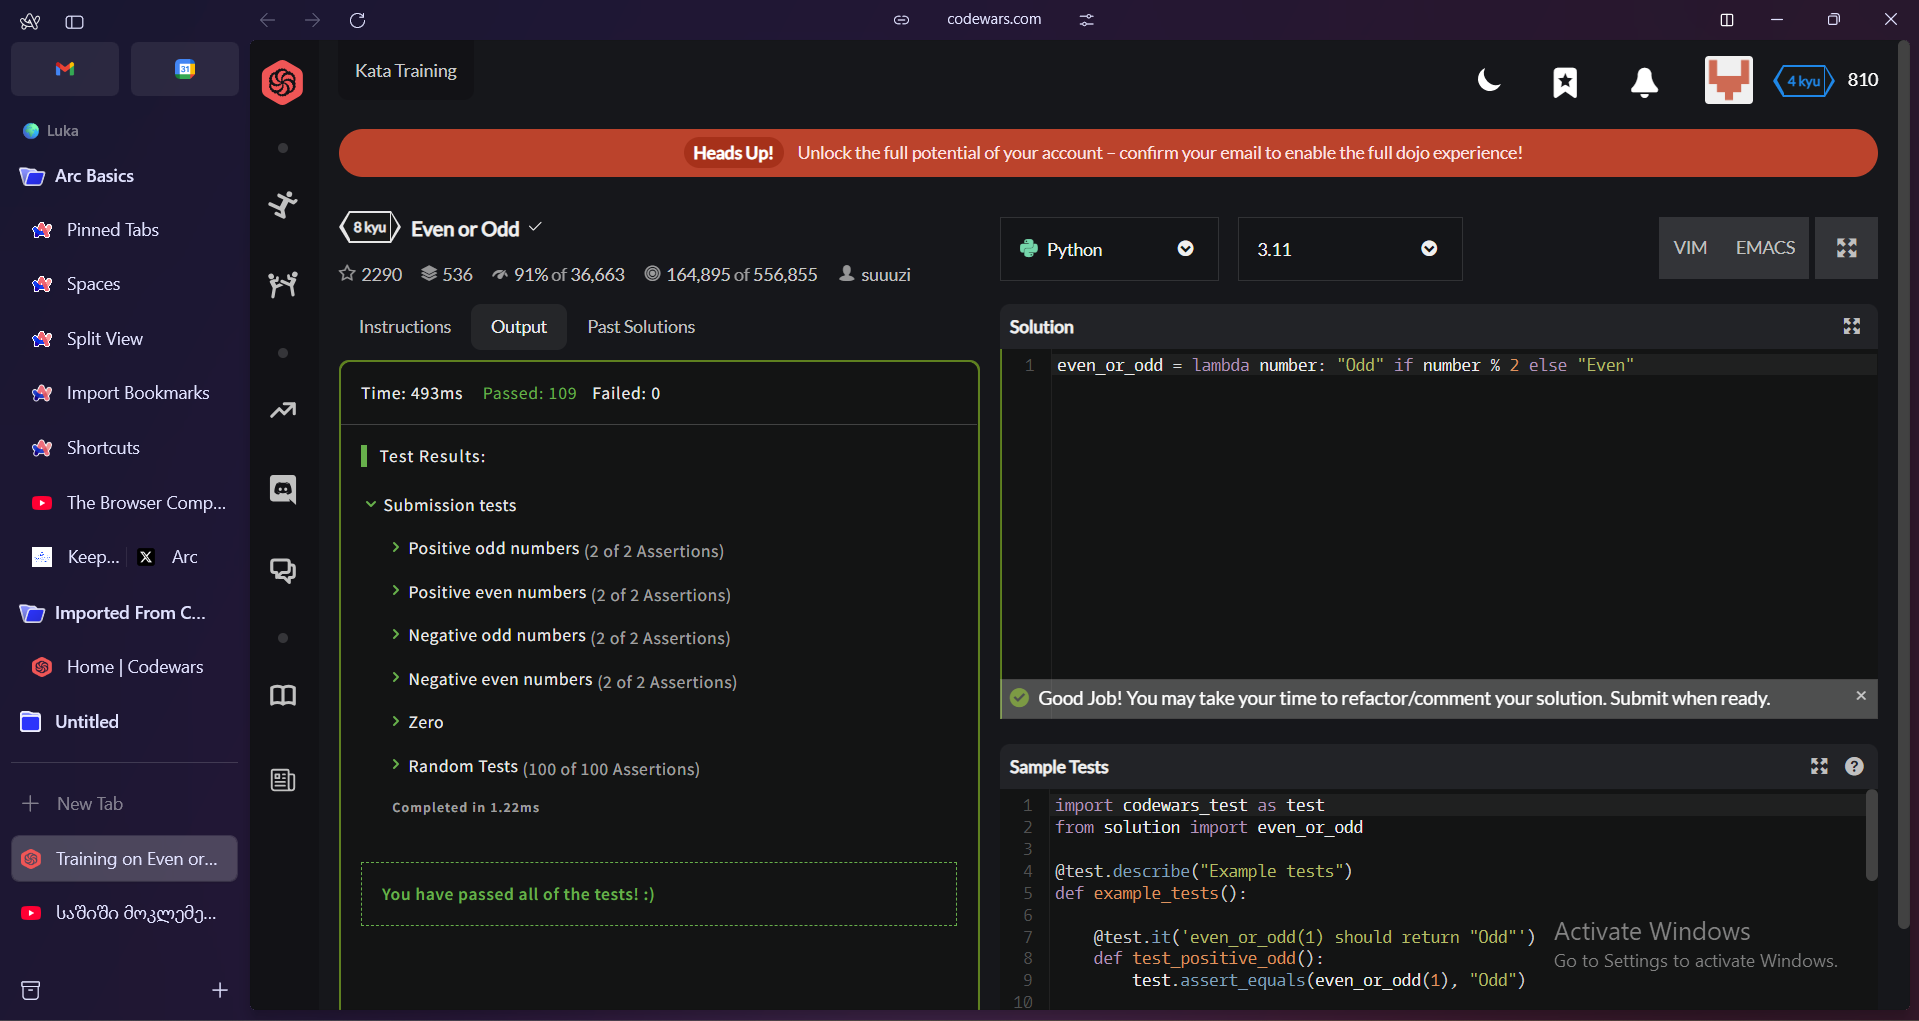 codewars.com
31
Luka
Arc Basics
Pinned Tabs
Spaces
Split View
Import Bookmarks
Shortcuts
The Browser Comp...
Keep...
Arc
Imported From C...
Home | Codewars
Untitled
New Tab
Training on Even or...
საშიში მოკლემე...
Kata Training
4 kyu
810
Heads Up! Unlock the full potential of your account – confirm your email to enable the full dojo experience!
8 kyu
Even or Odd
2290
536
91% of 36,663
164,895 of 556,855
suuuzi
Python
3.11
VIM
EMACS
Instructions
Output
Past Solutions
Time: 493ms Passed: 109 Failed: 0
Test Results:
Submission tests
Positive odd numbers (2 of 2 Assertions)
Positive even numbers (2 of 2 Assertions)
Negative odd numbers (2 of 2 Assertions)
Negative even numbers (2 of 2 Assertions)
Zero
Random Tests (100 of 100 Assertions)
Completed in 1.22ms
You have passed all of the tests! :)
Solution
1 even_or_odd = lambda number: "Odd" if number % 2 else "Even"
Good Job! You may take your time to refactor/comment your solution. Submit when ready.
Sample Tests
1 import codewars_test as test
2 from solution import even_or_odd
3
4 @test.describe("Example tests")
5 def example_tests():
6
7 @test.it('even_or_odd(1) should return "Odd"')
8 def test_positive_odd():
9 test.assert_equals(even_or_odd(1), "Odd")
10
Activate Windows
Go to Settings to activate Windows.